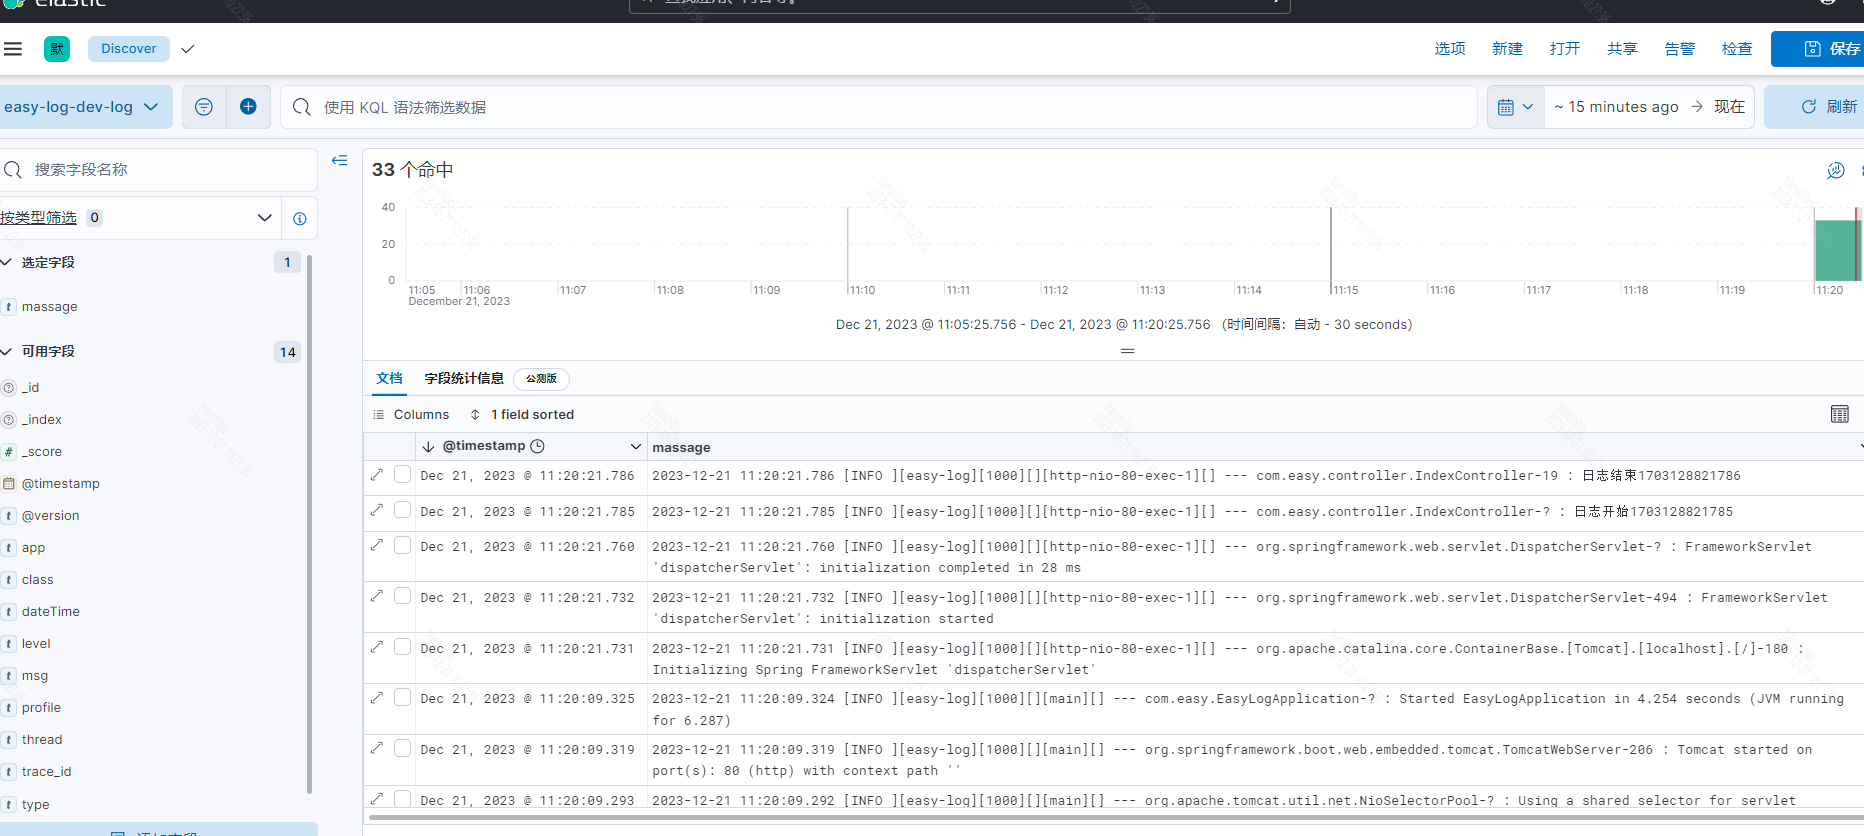 elastic
默 Discover 选项 新建 打开 共享 告警 检查 保存
easy-log-dev-log 使用 KQL 语法筛选数据 ~ 15 minutes ago → 现在 刷新
搜索字段名称
33 个命中
按类型筛选 0
40
20
0
11:05 11:06 11:07 11:08 11:09 11:10 11:11 11:12 11:13 11:14 11:15 11:16 11:17 11:18 11:19 11:20
December 21, 2023
Dec 21, 2023 @ 11:05:25.756 - Dec 21, 2023 @ 11:20:25.756 （时间间隔：自动 - 30 seconds）
选定字段 1
massage
可用字段 14
_id
_index
_score
@timestamp
@version
app
class
dateTime
level
msg
profile
thread
trace_id
type
添加字段
文档 字段统计信息 公测版
Columns 1 field sorted
@timestamp massage
Dec 21, 2023 @ 11:20:21.786 2023-12-21 11:20:21.786 [INFO ][easy-log][1000][][http-nio-80-exec-1][] --- com.easy.controller.IndexController-19 : 日志结束1703128821786
Dec 21, 2023 @ 11:20:21.785 2023-12-21 11:20:21.785 [INFO ][easy-log][1000][][http-nio-80-exec-1][] --- com.easy.controller.IndexController-? : 日志开始1703128821785
Dec 21, 2023 @ 11:20:21.760 2023-12-21 11:20:21.760 [INFO ][easy-log][1000][][http-nio-80-exec-1][] --- org.springframework.web.servlet.DispatcherServlet-? : FrameworkServlet
'dispatcherServlet': initialization completed in 28 ms
Dec 21, 2023 @ 11:20:21.732 2023-12-21 11:20:21.732 [INFO ][easy-log][1000][][http-nio-80-exec-1][] --- org.springframework.web.servlet.DispatcherServlet-494 : FrameworkServlet
'dispatcherServlet': initialization started
Dec 21, 2023 @ 11:20:21.731 2023-12-21 11:20:21.731 [INFO ][easy-log][1000][][http-nio-80-exec-1][] --- org.apache.catalina.core.ContainerBase.[Tomcat].[localhost].[/]-180 :
Initializing Spring FrameworkServlet 'dispatcherServlet'
Dec 21, 2023 @ 11:20:09.325 2023-12-21 11:20:09.324 [INFO ][easy-log][1000][][main][] --- com.easy.EasyLogApplication-? : Started EasyLogApplication in 4.254 seconds (JVM running
for 6.287)
Dec 21, 2023 @ 11:20:09.319 2023-12-21 11:20:09.319 [INFO ][easy-log][1000][][main][] --- org.springframework.boot.web.embedded.tomcat.TomcatWebServer-206 : Tomcat started on
port(s): 80 (http) with context path ''
Dec 21, 2023 @ 11:20:09.293 2023-12-21 11:20:09.292 [INFO ][easy-log][1000][][main][] --- org.apache.tomcat.util.net.NioSelectorPool-? : Using a shared selector for servlet